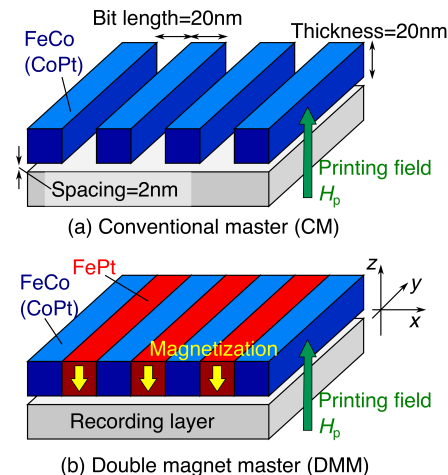 FeCo
(CoPt)
Bit length=20nm
Thickness=20nm
Printing field
Hp
Spacing=2nm
(a) Conventional master (CM)
FePt
FeCo
(CoPt)
z
y
x
Magnetization
Printing field
Hp
Recording layer
(b) Double magnet master (DMM)